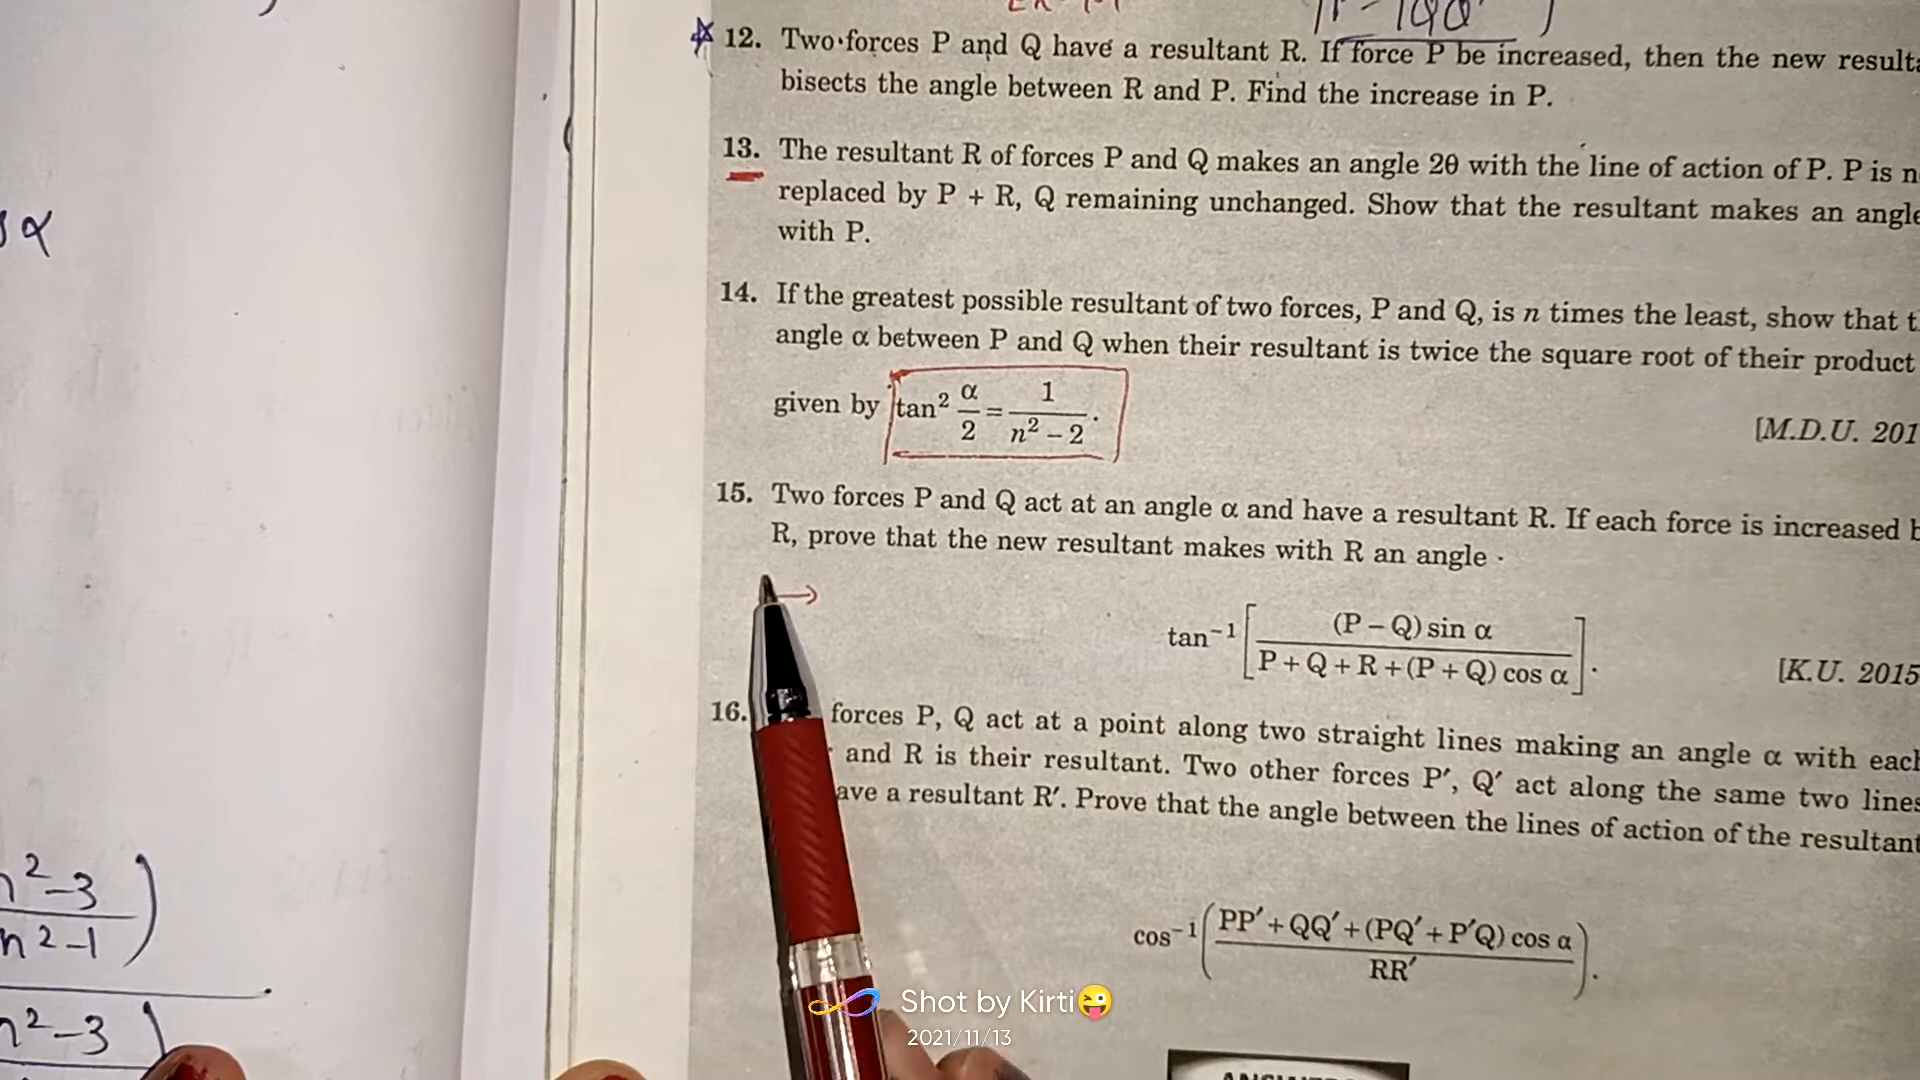 12. Two forces P and Q have a resultant R. If force P be increased, then the new
bisects the angle between R and P. Find the increase in P.
13. The resultant R of forces P and Q makes an angle 2θ with the line of action of P. P is
replaced by P + R, Q remaining unchanged. Show that the resultant makes an angle
with P.
14. If the greatest possible resultant of two forces, P and Q, is n times the least, show that
angle α between P and Q when their resultant is twice the square root of their product
given by tan² α/2 = 1/(n² – 2).
[M.D.U. 201
15. Two forces P and Q act at an angle α and have a resultant R. If each force is increased
R, prove that the new resultant makes with R an angle
tan⁻¹ [(P – Q) sin α / P + Q + R + (P + Q) cos α].
[K.U. 2015
16. forces P, Q act at a point along two straight lines making an angle α with each
and R is their resultant. Two other forces P′, Q′ act along the same two lines
ave a resultant R′. Prove that the angle between the lines of action of the resultant
cos⁻¹ (PP′ + QQ′ + (PQ′ + P′Q) cos α / RR′).
α
n²–3
n²–1
n²–3
Shot by Kirti😜
2021/11/13